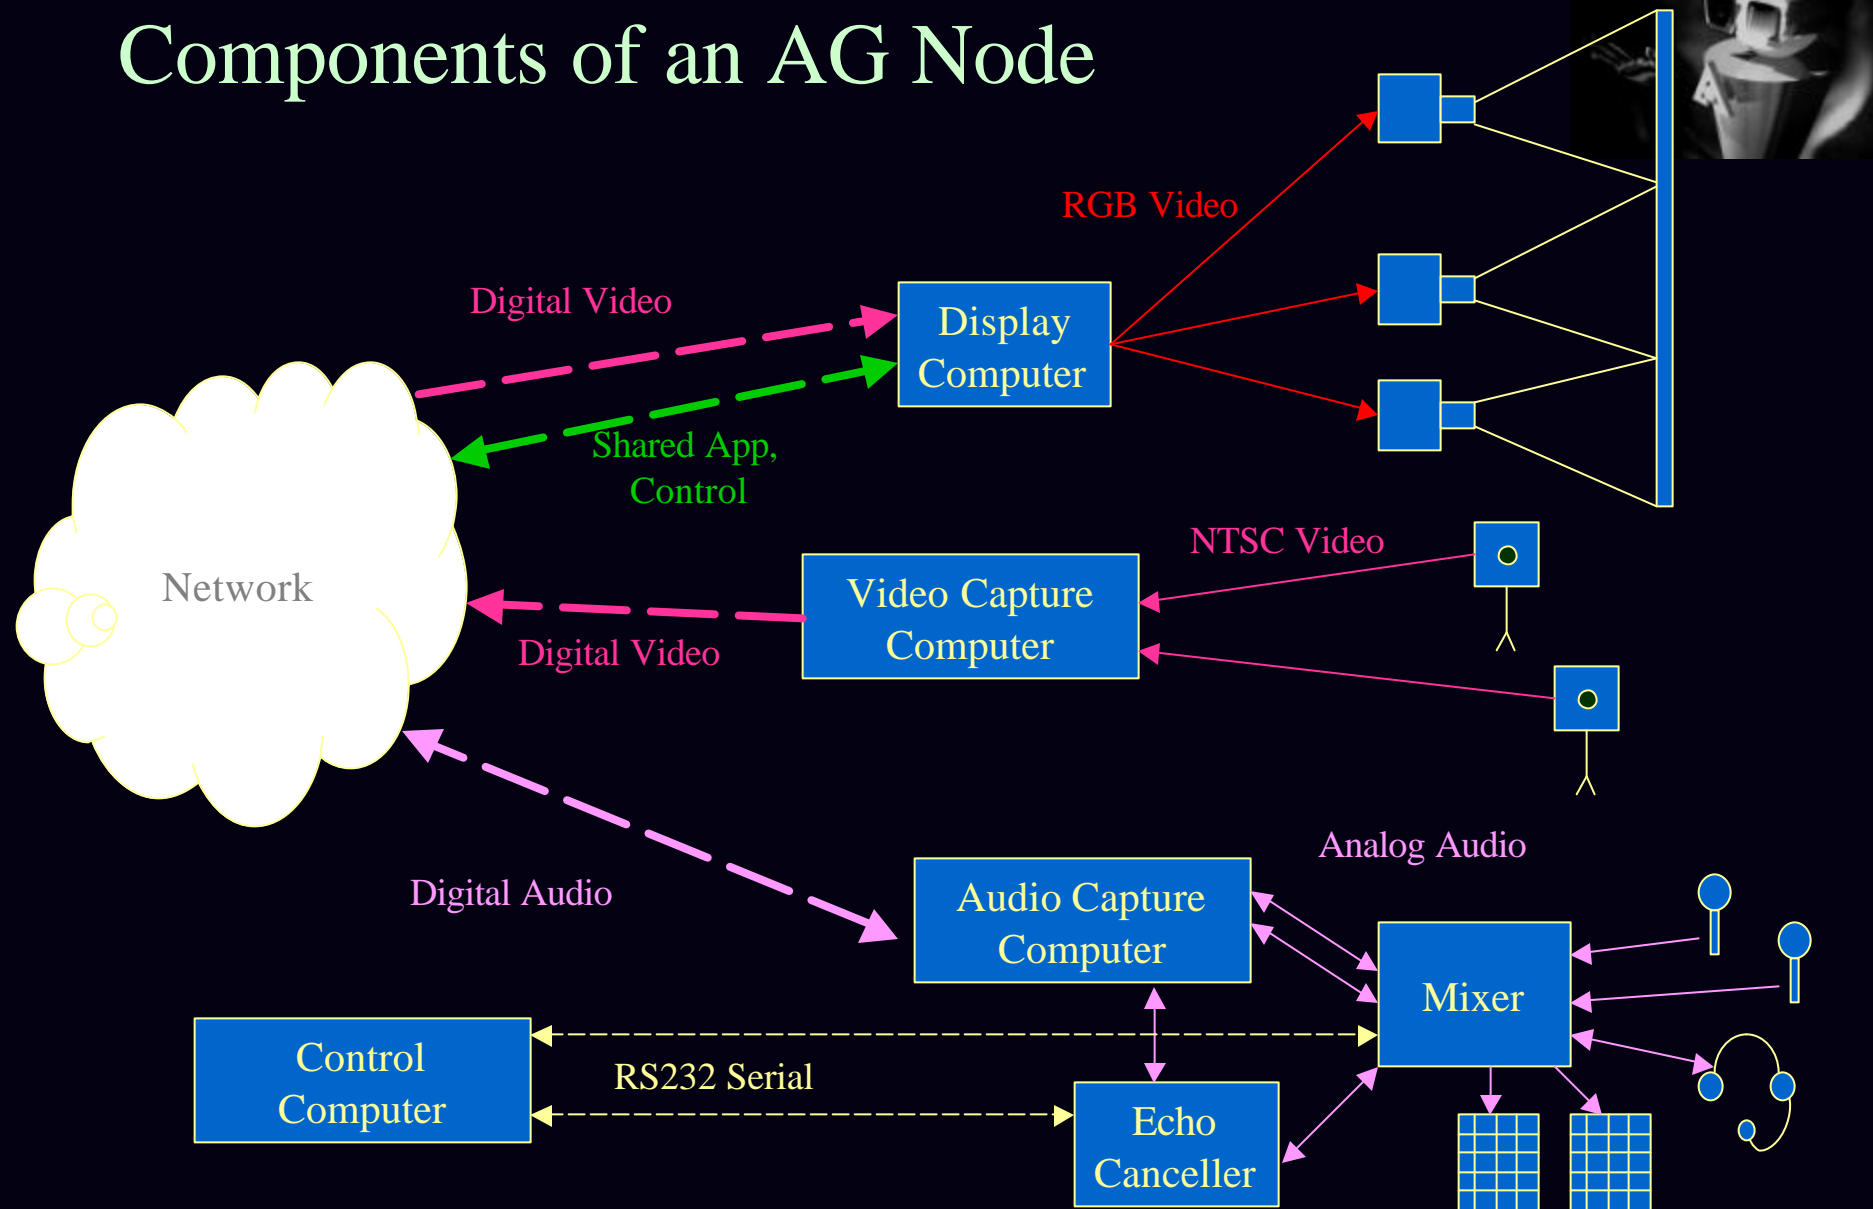 Components of an AG Node
RGB Video
Digital Video
Display
Computer
Shared App,
Control
NTSC Video
Network
Video Capture
Computer
Digital Video
Analog Audio
Digital Audio
Audio Capture
Computer
Mixer
Control
Computer
RS232 Serial
Echo
Canceller